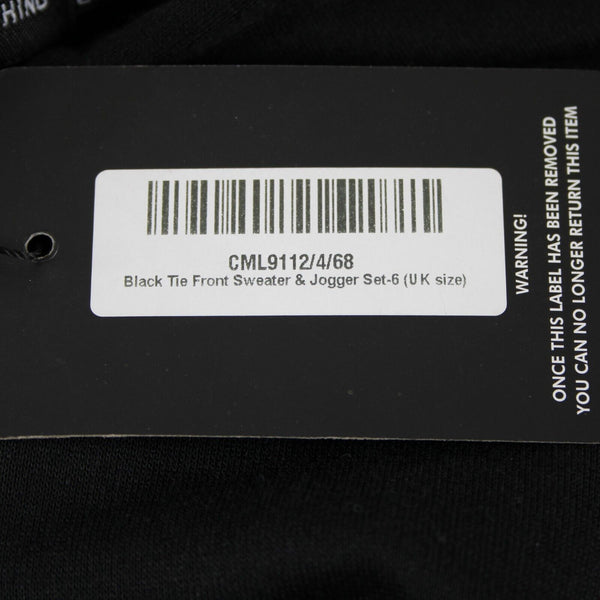 CML9112/4/68
Black Tie Front Sweater & Jogger Set-6 (UK size)
WARNING!
ONCE THIS LABEL HAS BEEN REMOVED
YOU CAN NO LONGER RETURN THIS ITEM